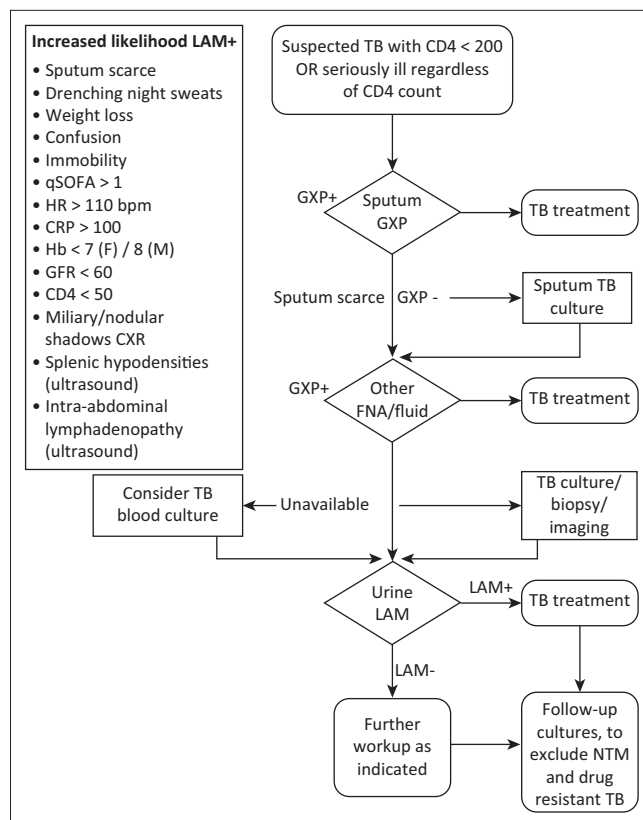 Increased likelihood LAM+
• Sputum scarce
• Drenching night sweats
• Weight loss
• Confusion
• Immobility
• qSOFA > 1
• HR > 110 bpm
• CRP > 100
• Hb < 7 (F) / 8 (M)
• GFR < 60
• CD4 < 50
• Miliary/nodular
shadows CXR
• Splenic hypodensities
(ultrasound)
• Intra-abdominal
lymphadenopathy
(ultrasound)
Suspected TB with CD4 < 200
OR seriously ill regardless
of CD4 count
GXP+
Sputum
GXP
TB treatment
Sputum scarce
GXP -
Sputum TB
culture
GXP+
Other
FNA/fluid
TB treatment
Consider TB
blood culture
Unavailable
TB culture/
biopsy/
imaging
Urine
LAM
LAM+
TB treatment
LAM-
Further
workup as
indicated
Follow-up
cultures, to
exclude NTM
and drug
resistant TB